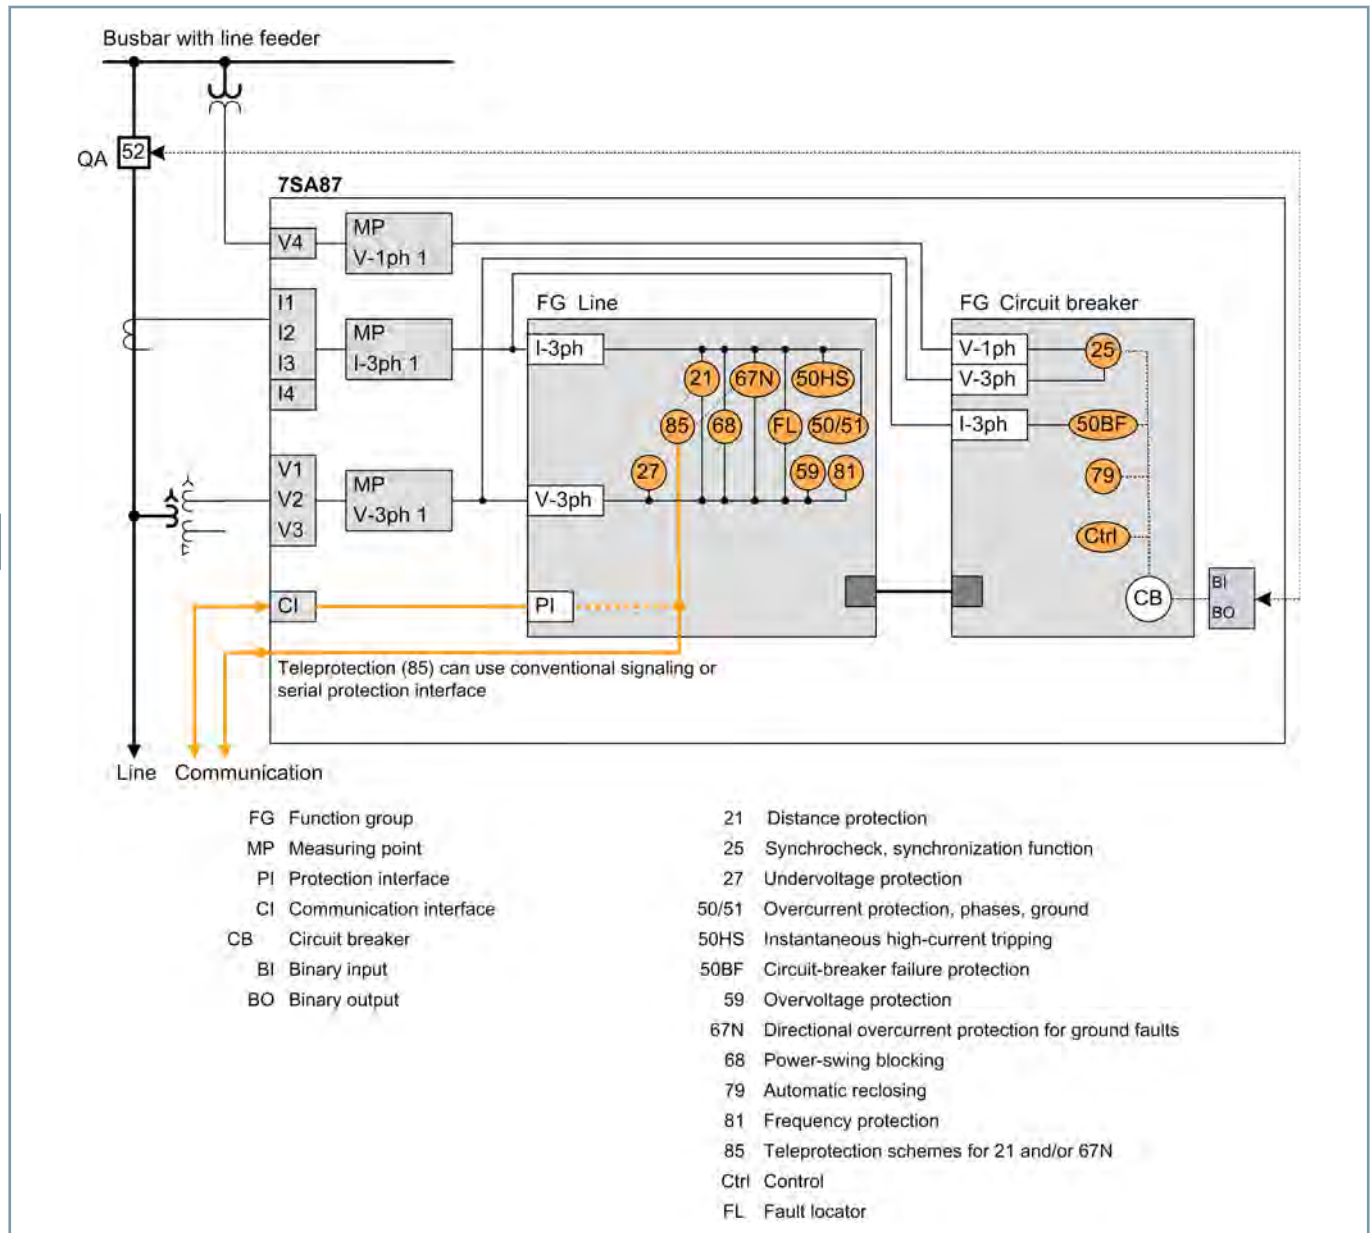 Busbar with line feeder
QA
52
7SA87
V4
MP
V-1ph 1
I1
I2
I3
I4
MP
I-3ph 1
V1
V2
V3
MP
V-3ph 1
CI
FG Line
I-3ph
V-3ph
PI
21
67N
50HS
85
68
FL
50/51
27
59
81
FG Circuit breaker
V-1ph
V-3ph
I-3ph
25
50BF
79
Ctrl
CB
BI
BO
Teleprotection (85) can use conventional signaling or
serial protection interface
Line
Communication
FG Function group
MP Measuring point
PI Protection interface
CI Communication interface
CB Circuit breaker
BI Binary input
BO Binary output
21 Distance protection
25 Synchrocheck, synchronization function
27 Undervoltage protection
50/51 Overcurrent protection, phases, ground
50HS Instantaneous high-current tripping
50BF Circuit-breaker failure protection
59 Overvoltage protection
67N Directional overcurrent protection for ground faults
68 Power-swing blocking
79 Automatic reclosing
81 Frequency protection
85 Teleprotection schemes for 21 and/or 67N
Ctrl Control
FL Fault locator